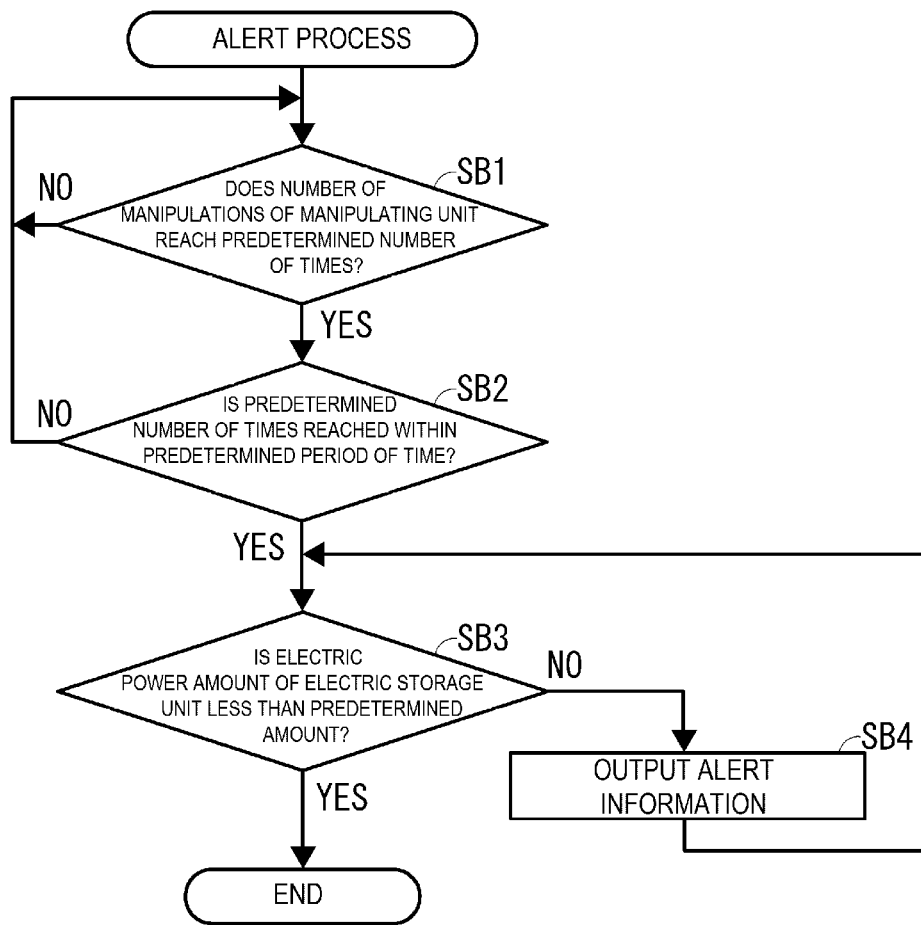 ALERT PROCESS
SB1
NO
DOES NUMBER OF
MANIPULATIONS OF MANIPULATING UNIT
REACH PREDETERMINED NUMBER
OF TIMES?
YES
SB2
NO
IS PREDETERMINED
NUMBER OF TIMES REACHED WITHIN
PREDETERMINED PERIOD OF TIME?
YES
SB3
NO
IS ELECTRIC
POWER AMOUNT OF ELECTRIC STORAGE
UNIT LESS THAN PREDETERMINED
AMOUNT?
SB4
OUTPUT ALERT
INFORMATION
YES
END